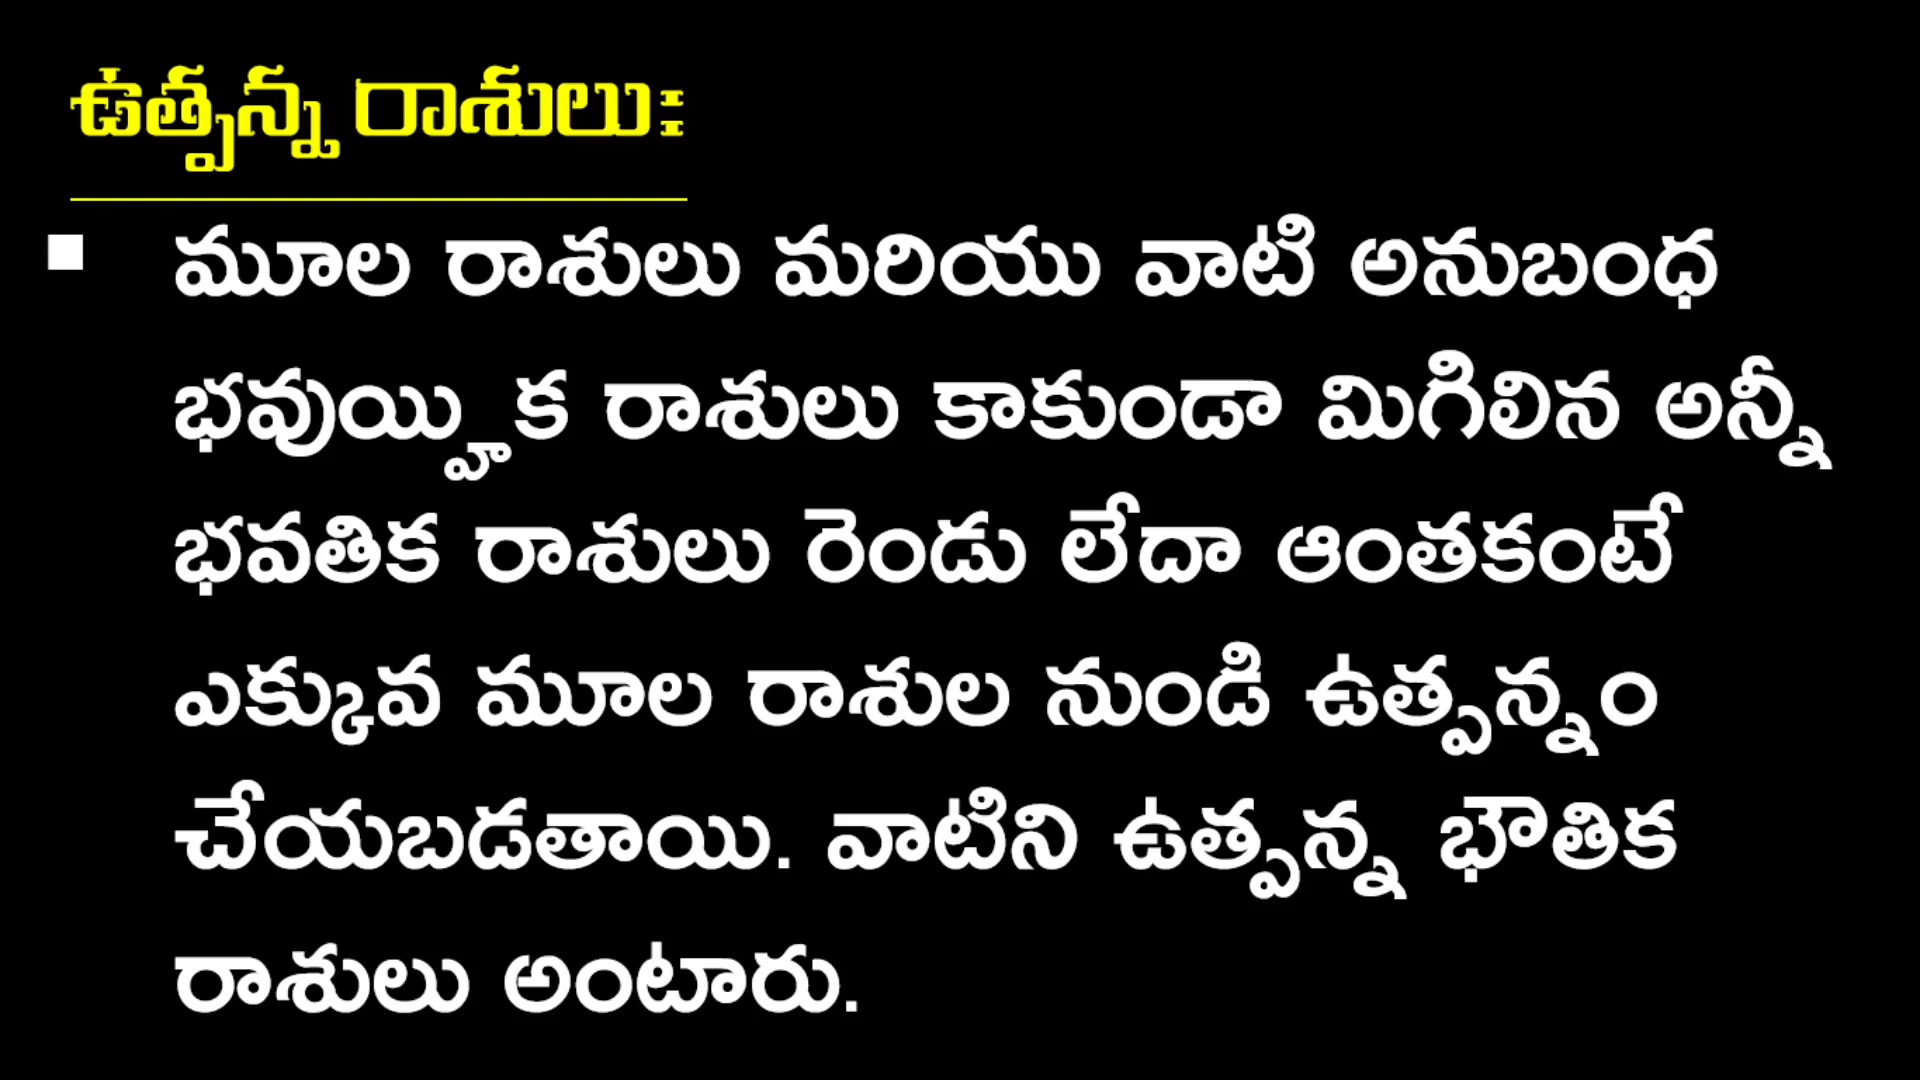 ఉత్పన్న రాశులు:
▪ మూల రాశులు మరియు వాటి అనుబంధ
భవుయ్హిక రాశులు కాకుండా మిగిలిన అన్నీ
భవతిక రాశులు రెండు లేదా ఆంతకంటే
ఎక్కువ మూల రాశుల నుండి ఉత్పన్నం
చేయబడతాయి. వాటిని ఉత్పన్న భౌతిక
రాశులు అంటారు.